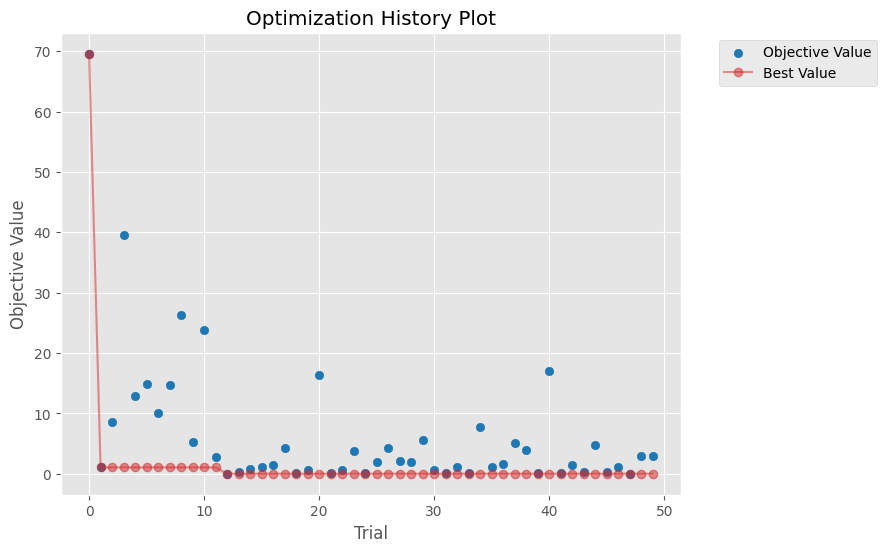 Optimization History Plot
Objective Value
Best Value
70
60
50
40
30
20
10
0
Objective Value
0 10 20 30 40 50
Trial